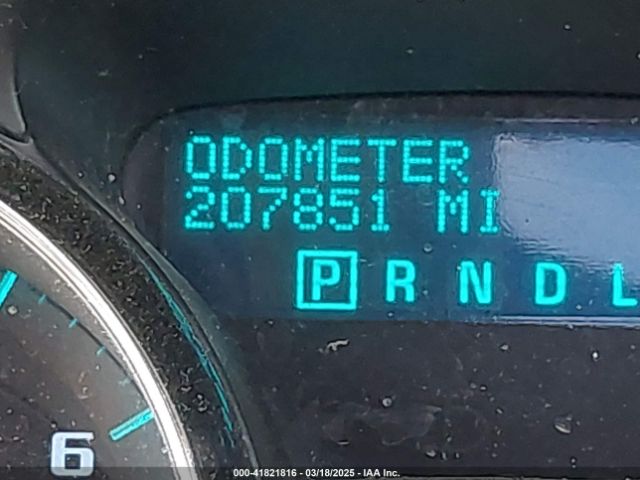 ODOMETER
207851 MI
P R N D L
6
000-41821816 - 03/18/2025 - IAA Inc.